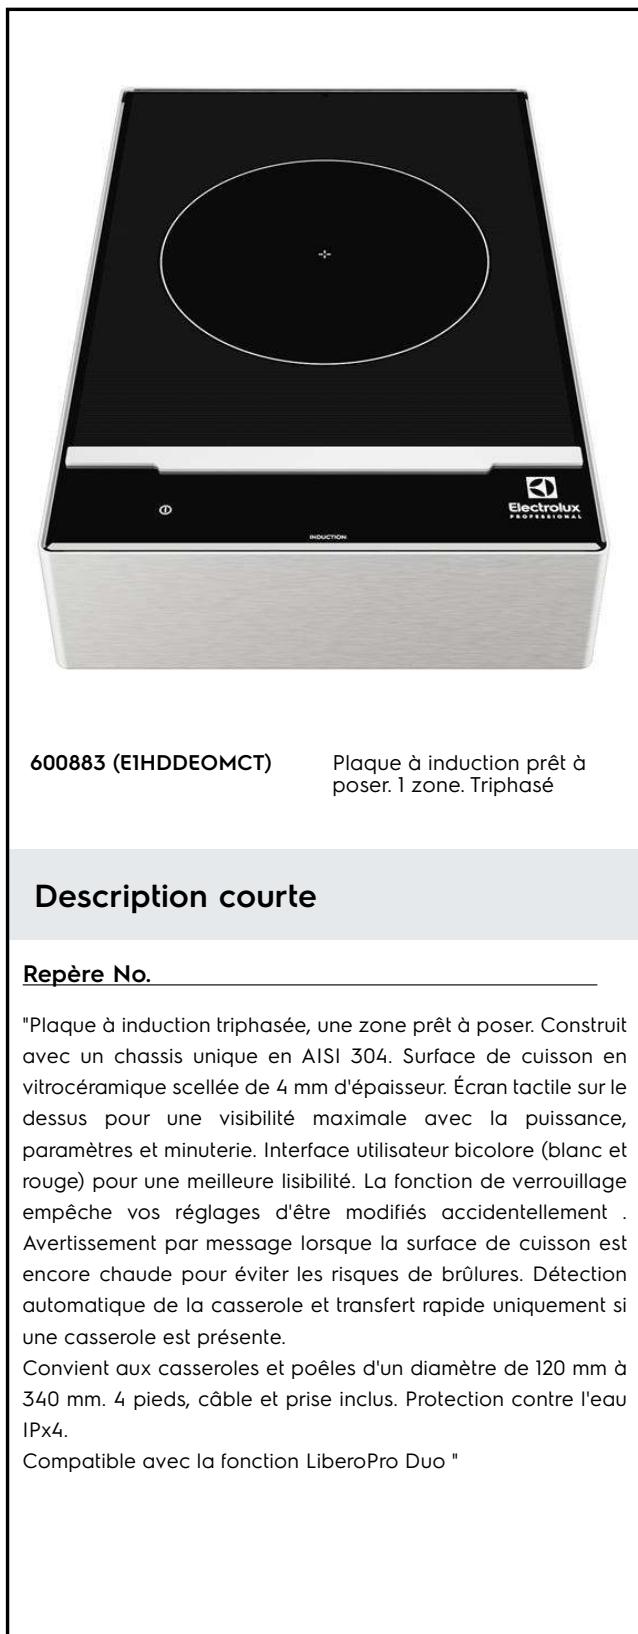 Electrolux
PROFESSIONAL
INDUCTION
600883 (E1HDDEOMCT)
Plaque à induction prêt à
poser. 1 zone. Triphasé
Description courte
Repère No.
"Plaque à induction triphasée, une zone prêt à poser. Construit
avec un chassis unique en AISI 304. Surface de cuisson en
vitrocéramique scellée de 4 mm d'épaisseur. Écran tactile sur le
dessus pour une visibilité maximale avec la puissance,
paramètres et minuterie. Interface utilisateur bicolore (blanc et
rouge) pour une meilleure lisibilité. La fonction de verrouillage
empêche vos réglages d'être modifiés accidentellement .
Avertissement par message lorsque la surface de cuisson est
encore chaude pour éviter les risques de brûlures. Détection
automatique de la casserole et transfert rapide uniquement si
une casserole est présente.
Convient aux casseroles et poêles d'un diamètre de 120 mm à
340 mm. 4 pieds, câble et prise inclus. Protection contre l'eau
IPx4.
Compatible avec la fonction LiberoPro Duo "